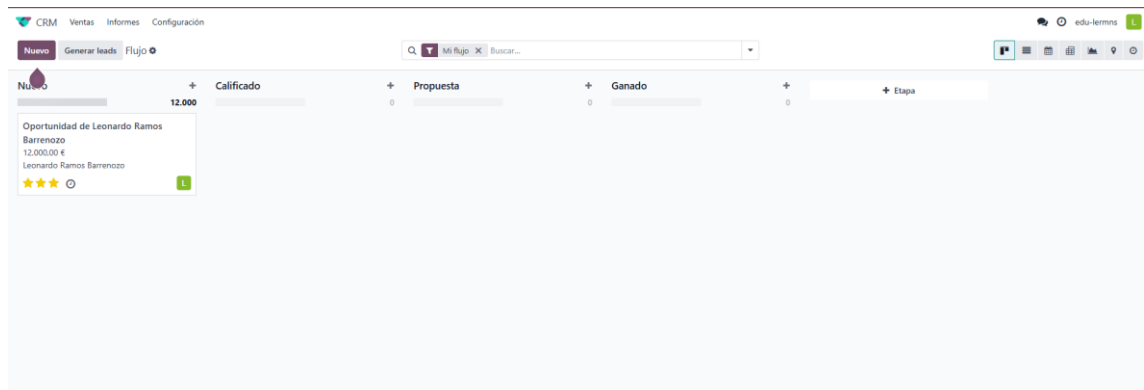 CRM Ventas Informes Configuración edu-lermns L
Nuevo Generar leads Flujo Mi flujo X Buscar...
Nuevo + Calificado + Propuesta + Ganado + + Etapa
12.000 0 0 0
Oportunidad de Leonardo Ramos
Barrenozo
12.000,00 €
Leonardo Ramos Barrenozo
L